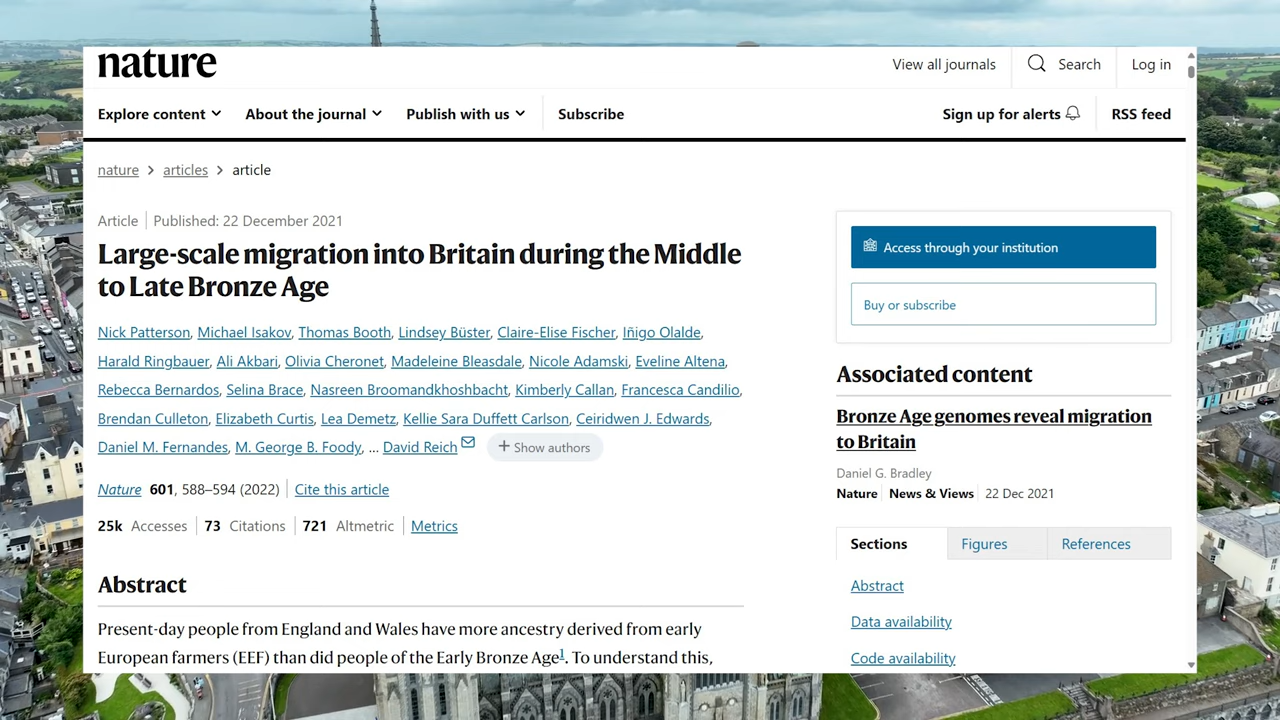 nature
View all journals
Search
Log in
Explore content
About the journal
Publish with us
Subscribe
Sign up for alerts
RSS feed
nature > articles > article
Article
Published: 22 December 2021
Large-scale migration into Britain during the Middle
to Late Bronze Age
Nick Patterson, Michael Isakov, Thomas Booth, Lindsey Büster, Claire-Elise Fischer, Iñigo Olalde,
Harald Ringbauer, Ali Akbari, Olivia Cheronet, Madeleine Bleasdale, Nicole Adamski, Eveline Altena,
Rebecca Bernardos, Selina Brace, Nasreen Broomandkhoshbacht, Kimberly Callan, Francesca Candilio,
Brendan Culleton, Elizabeth Curtis, Lea Demetz, Kellie Sara Duffett Carlson, Ceiridwen J. Edwards,
Daniel M. Fernandes, M. George B. Foody, ... David Reich + Show authors
Nature 601, 588–594 (2022) Cite this article
25k Accesses 73 Citations 721 Altmetric Metrics
Abstract
Present-day people from England and Wales have more ancestry derived from early
European farmers (EEF) than did people of the Early Bronze Age1. To understand this,
Access through your institution
Buy or subscribe
Associated content
Bronze Age genomes reveal migration
to Britain
Daniel G. Bradley
Nature News & Views 22 Dec 2021
Sections
Figures
References
Abstract
Data availability
Code availability